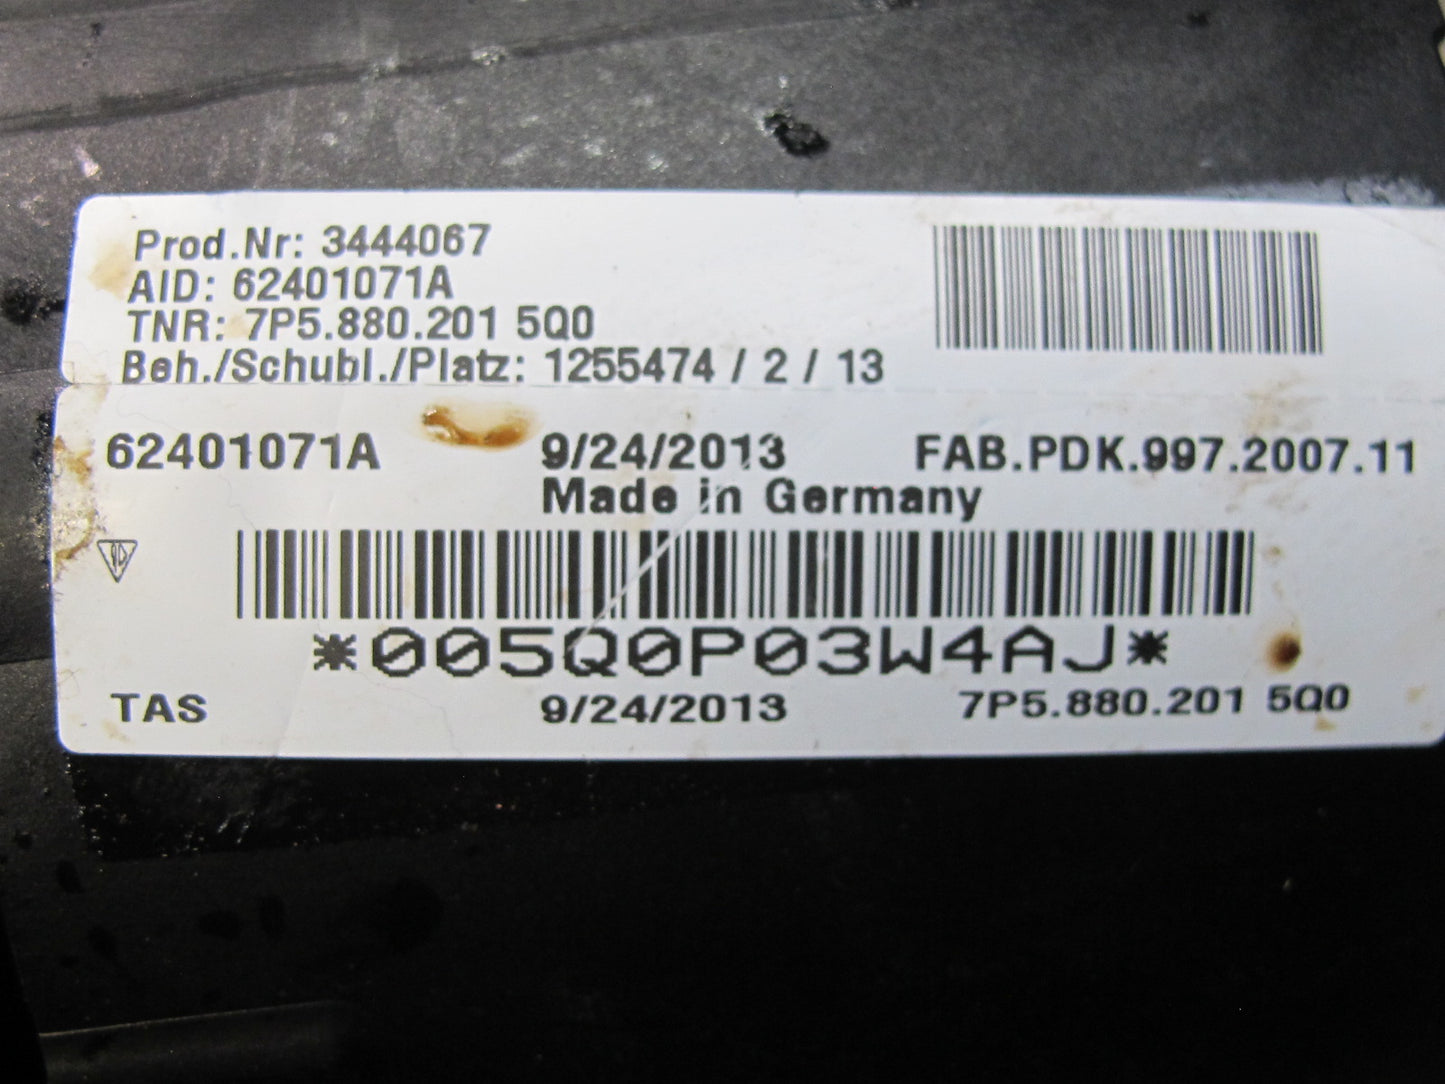 Prod.Nr: 3444067
AID: 62401071A
TNR: 7P5.880.201 5Q0
Beh./Schubl./Platz: 1255474 / 2 / 13
62401071A 9/24/2013 FAB.PDK.997.2007.11
Made in Germany
*005Q0P03W4AJ*
TAS 9/24/2013 7P5.880.201 5Q0